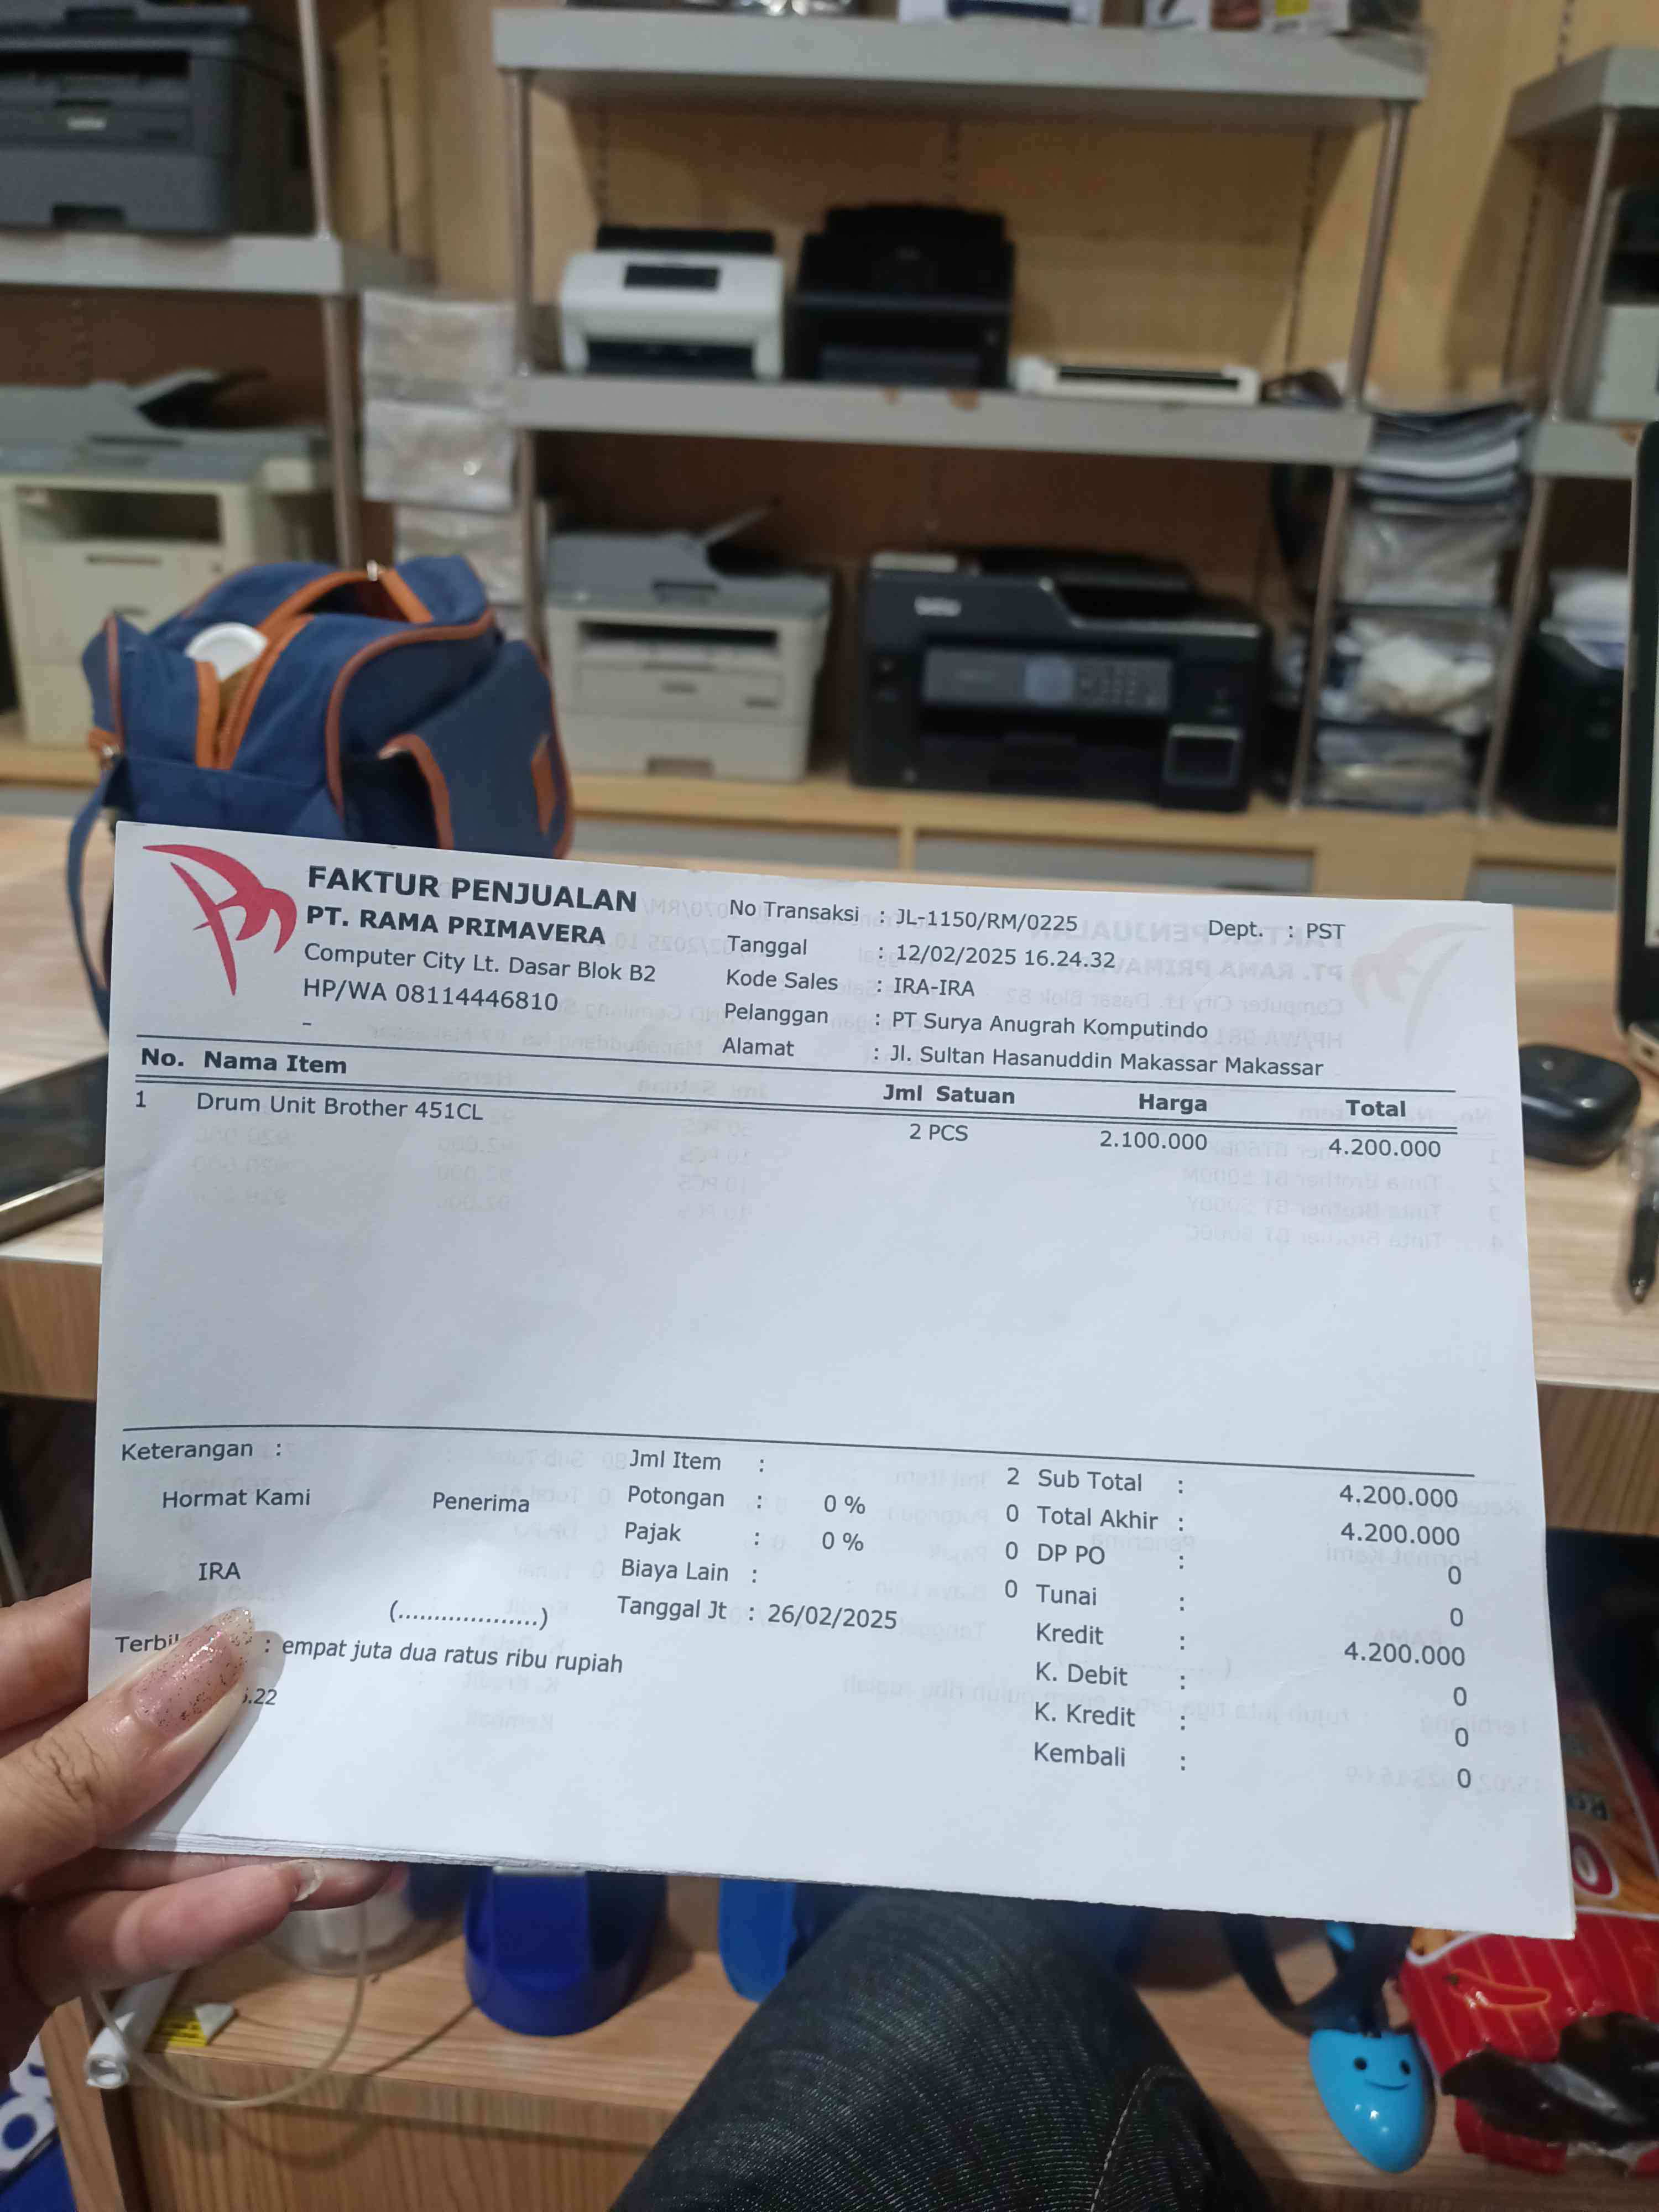 FAKTUR PENJUALAN
PT. RAMA PRIMAVERA
Computer City Lt. Dasar Blok B2
HP/WA 08114446810
-
No Transaksi : JL-1150/RM/0225
Dept. : PST
Tanggal : 12/02/2025 16.24.32
Kode Sales : IRA-IRA
Pelanggan : PT Surya Anugrah Komputindo
Alamat : Jl. Sultan Hasanuddin Makassar Makassar
No. Nama Item Jml Satuan Harga Total
1 Drum Unit Brother 451CL 2 PCS 2.100.000 4.200.000
Keterangan :
Hormat Kami Penerima
IRA
(...................)
Jml Item : 2
Potongan : 0 % 0
Pajak : 0 % 0
Biaya Lain : 0
Tanggal Jt : 26/02/2025
Sub Total : 4.200.000
Total Akhir : 4.200.000
DP PO : 0
Tunai : 0
Kredit : 4.200.000
K. Debit : 0
K. Kredit : 0
Kembali : 0
: empat juta dua ratus ribu rupiah
brother